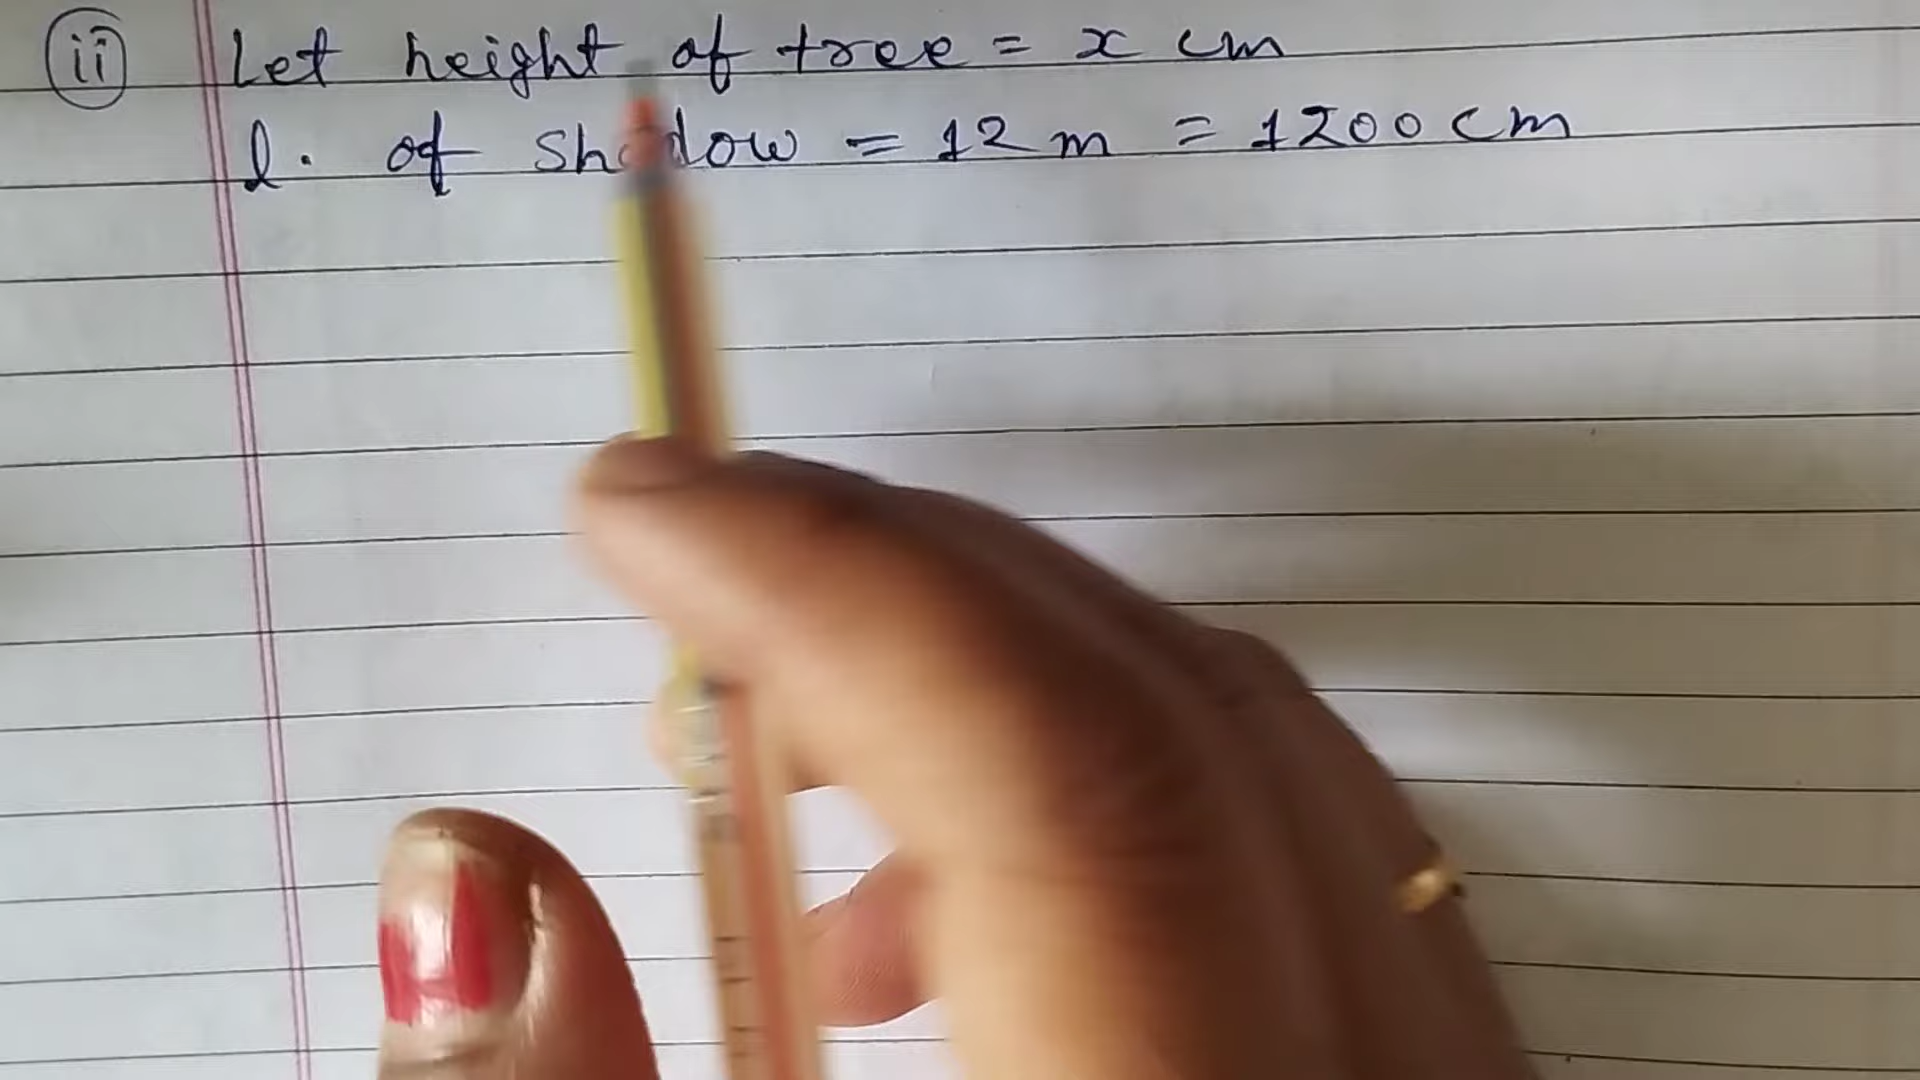 ii Let height of tree = x cm
l. of shadow = 12 m = 1200 cm